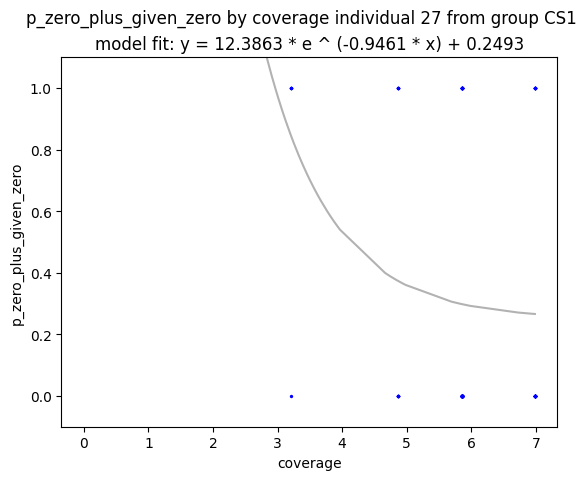 p_zero_plus_given_zero by coverage individual 27 from group CS1
model fit: y = 12.3863 * e ^ (-0.9461 * x) + 0.2493
1.0
0.8
0.6
0.4
0.2
0.0
p_zero_plus_given_zero
0 1 2 3 4 5 6 7
coverage